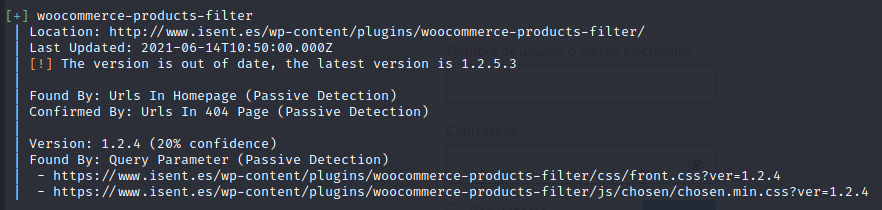 [+] woocommerce-products-filter
| Location: http://www.isent.es/wp-content/plugins/woocommerce-products-filter/
| Last Updated: 2021-06-14T10:50:00.000Z
Nombre de usuario o correo electrónico
| [!] The version is out of date, the latest version is 1.2.5.3
|
| Found By: Urls In Homepage (Passive Detection)
| Confirmed By: Urls In 404 Page (Passive Detection)
|
Contraseña
| Version: 1.2.4 (20% confidence)
| Found By: Query Parameter (Passive Detection)
|  - https://www.isent.es/wp-content/plugins/woocommerce-products-filter/css/front.css?ver=1.2.4
|  - https://www.isent.es/wp-content/plugins/woocommerce-products-filter/js/chosen/chosen.min.css?ver=1.2.4